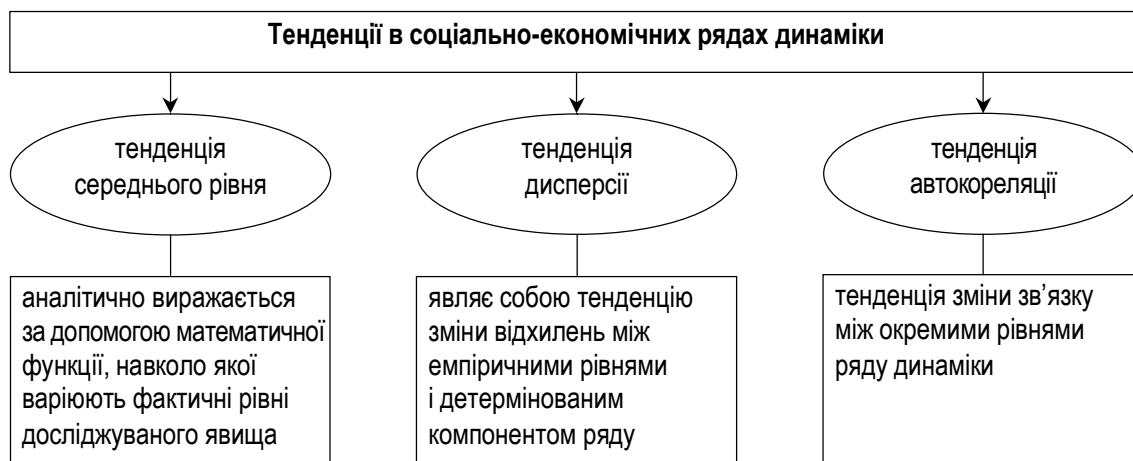 Тенденції в соціально-економічних рядах динаміки
тенденція
середнього рівня
тенденція
дисперсії
тенденція
автокореляції
аналітично виражається
за допомогою математичної
функції, навколо якої
варіюють фактичні рівні
досліджуваного явища
являє собою тенденцію
зміни відхилень між
емпіричними рівнями
і детермінованим
компонентом ряду
тенденція зміни зв’язку
між окремими рівнями
ряду динаміки